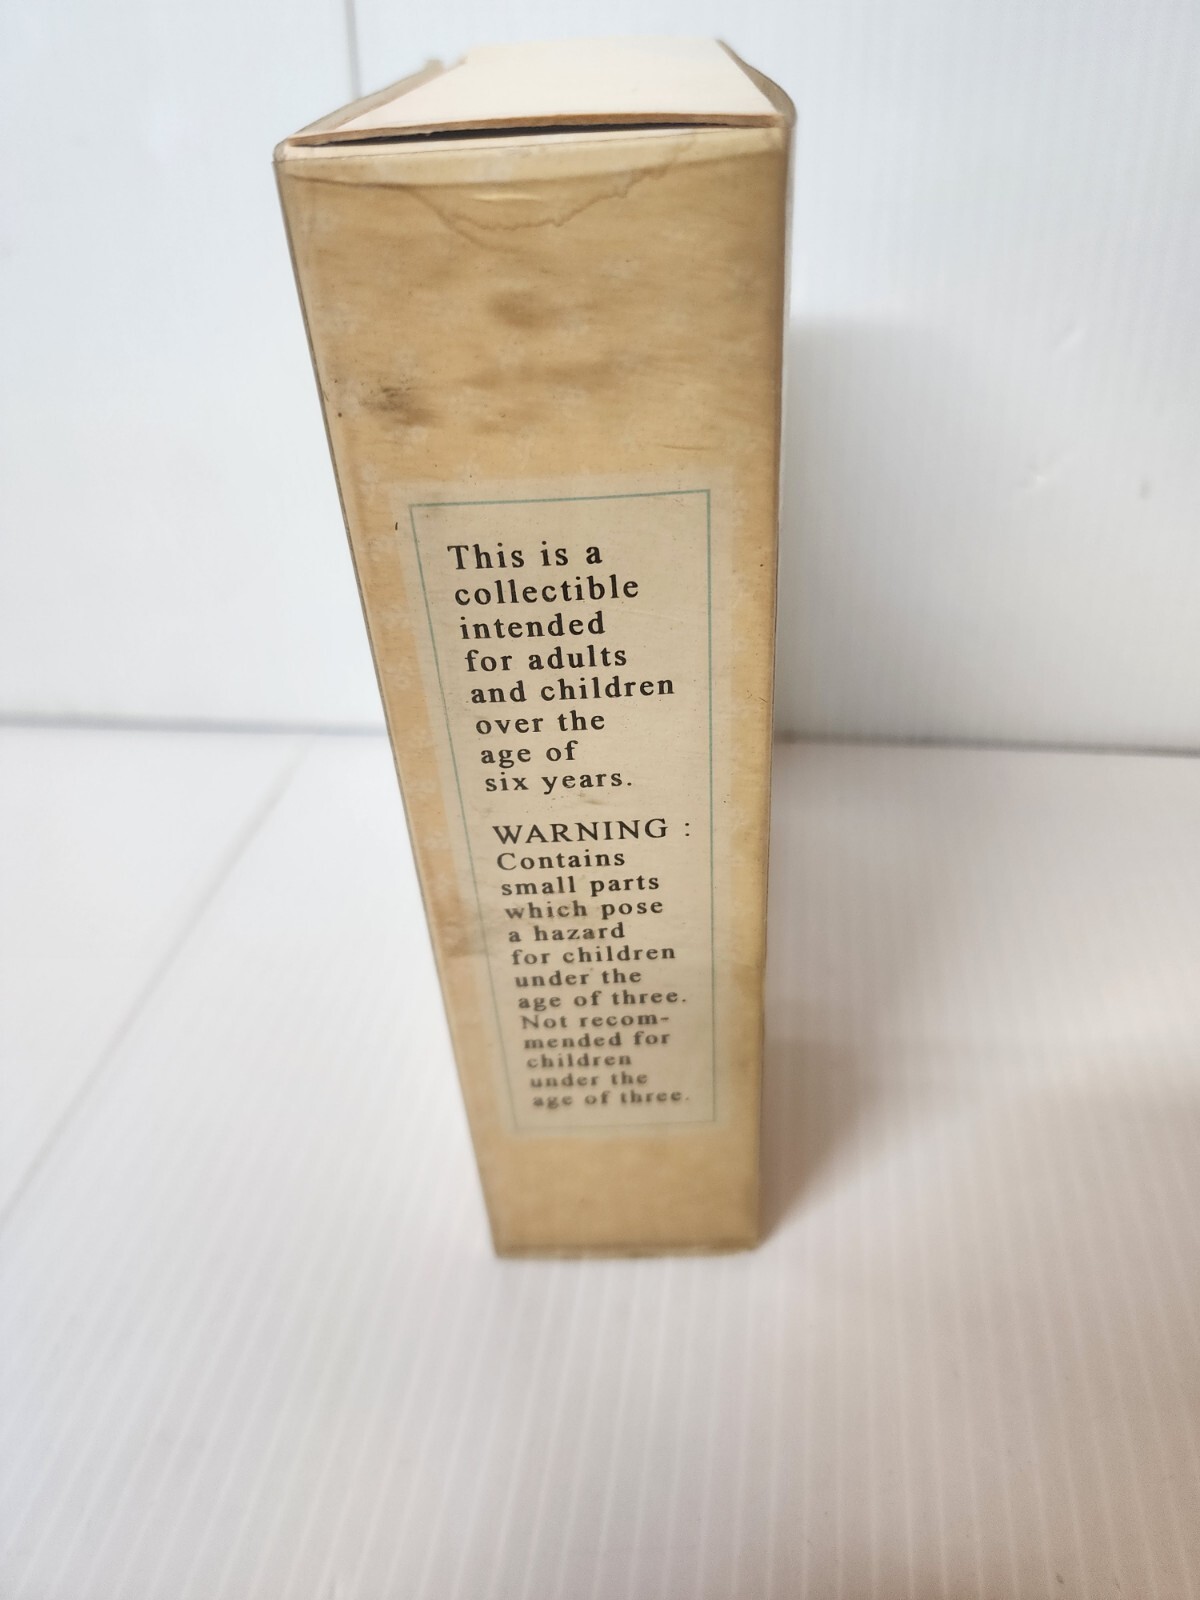 This is a
collectible
intended
for adults
and children
over the
age of
six years.
WARNING :
Contains
small parts
which pose
a hazard
for children
under the
age of three.
Not recom-
mended for
children
under the
age of three.